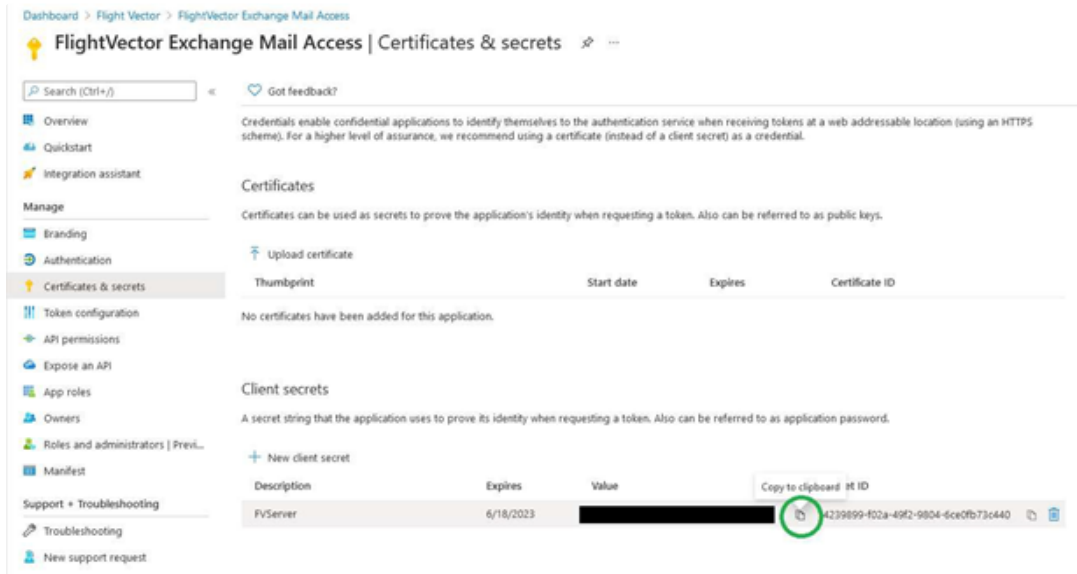 Dashboard > Flight Vector > FlightVector Exchange Mail Access
FlightVector Exchange Mail Access | Certificates & secrets
Search (Ctrl+/)
«
Got feedback?
Overview
Quickstart
Integration assistant
Manage
Branding
Authentication
Certificates & secrets
Token configuration
API permissions
Expose an API
App roles
Owners
Roles and administrators | Previ...
Manifest
Support + Troubleshooting
Troubleshooting
New support request
Credentials enable confidential applications to identify themselves to the authentication service when receiving tokens at a web addressable location (using an HTTPS
scheme). For a higher level of assurance, we recommend using a certificate (instead of a client secret) as a credential.
Certificates
Certificates can be used as secrets to prove the application's identity when requesting a token. Also can be referred to as public keys.
Upload certificate
Thumbprint Start date Expires Certificate ID
No certificates have been added for this application.
Client secrets
A secret string that the application uses to prove its identity when requesting a token. Also can be referred to as application password.
New client secret
Description Expires Value Copy to clipboard et ID
FVServer 6/18/2023 4239899-f02a-49f2-9804-6ce0fb73c440